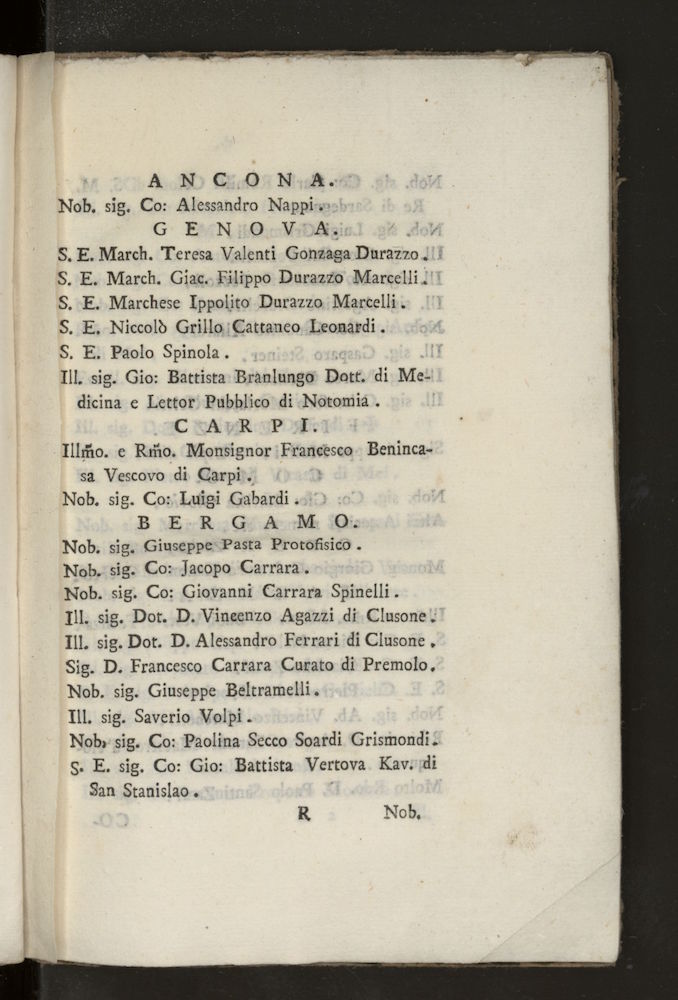 A N C O N A.
Nob. sig. Co: Alessandro Nappi.
G E N O V A.
S. E. March. Teresa Valenti Gonzaga Durazzo.
S. E. March. Giac. Filippo Durazzo Marcelli.
S. E. Marchese Ippolito Durazzo Marcelli.
S. E. Niccolò Grillo Cattaneo Leonardi.
S. E. Paolo Spinola.
Ill. sig. Gio: Battista Branlungo Dott. di Me-
dicina e Lettor Pubblico di Notomia.
C A R P I.
Illm̃o. e Rm̃o. Monsignor Francesco Beninca-
sa Vescovo di Carpi.
Nob. sig. Co: Luigi Gabardi.
B E R G A M O.
Nob. sig. Giuseppe Pasta Protofisico.
Nob. sig. Co: Jacopo Carrara.
Nob. sig. Co: Giovanni Carrara Spinelli.
Ill. sig. Dot. D. Vincenzo Agazzi di Clusone.
Ill. sig. Dot. D. Alessandro Ferrari di Clusone.
Sig. D. Francesco Carrara Curato di Premolo.
Nob. sig. Giuseppe Beltramelli.
Ill. sig. Saverio Volpi.
Nob. sig. Co: Paolina Secco Soardi Grismondi.
S. E. sig. Co: Gio: Battista Vertova Kav. di
San Stanislao.
R Nob.